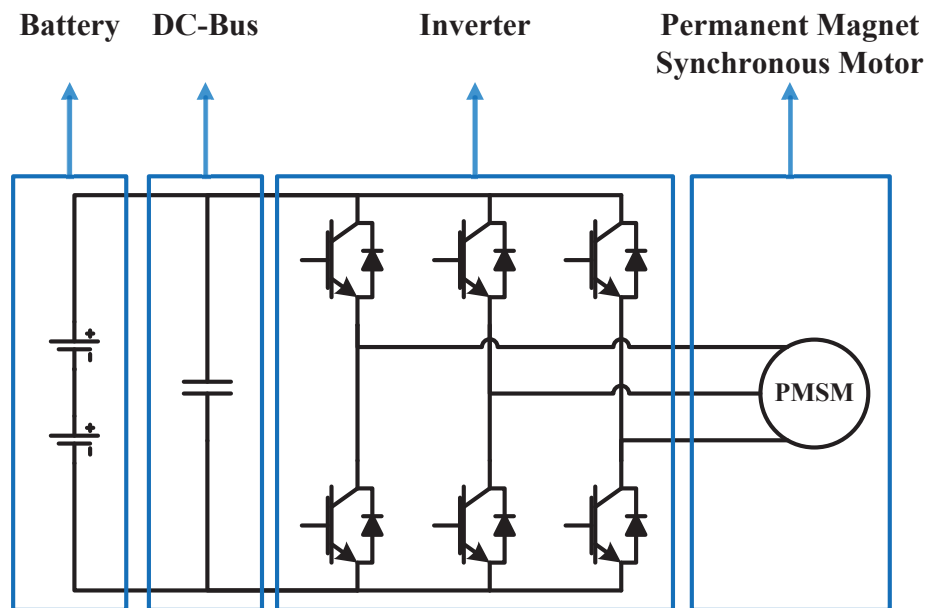 Battery
DC-Bus
Inverter
Permanent Magnet
Synchronous Motor
+
-
+
-
PMSM